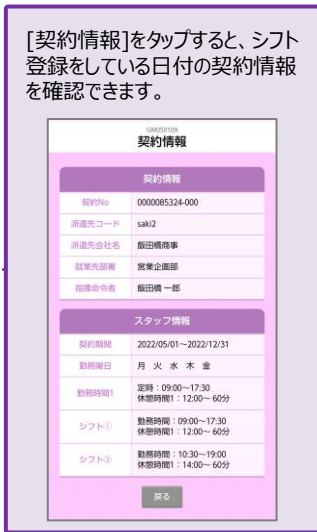 [契約情報]をタップすると、シフト
登録をしている日付の契約情報
を確認できます。
GMO50109
契約情報
契約情報
契約No 0000085324-000
派遣先コード saki2
派遣先会社名 飯田橋商事
就業先部署 営業企画部
指揮命令者 飯田橋 一郎
スタッフ情報
契約期間 2022/05/01～2022/12/31
勤務曜日 月 火 水 木 金
勤務時間1 定時：09:00～17:30
休憩時間1：12:00～ 60分
シフト① 勤務時間：09:00～17:30
休憩時間1：12:00～ 60分
シフト② 勤務時間：10:30～19:00
休憩時間1：14:00～ 60分
戻る